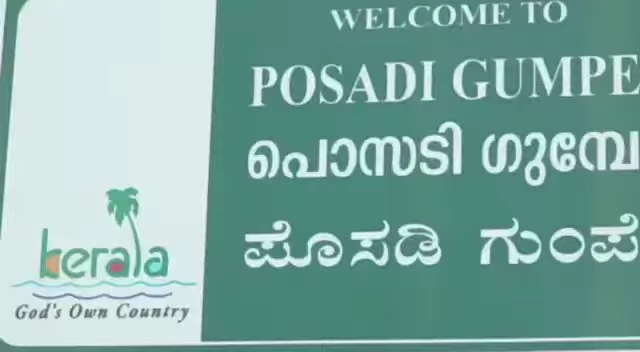 WELCOME TO
POSADI GUMPE
പൊസടി ഗുമ്പേ
ಪೊಸಡಿ ಗುಂಪೆ
kerala
God's Own Country